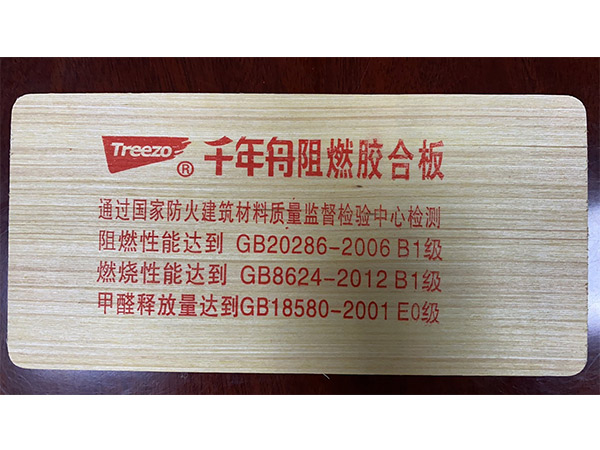 Treezo® 千年舟阻燃胶合板
通过国家防火建筑材料质量监督检验中心检测
阻燃性能达到 GB20286-2006 B1级
燃烧性能达到 GB8624-2012 B1级
甲醛释放量达到GB18580-2001 E0级